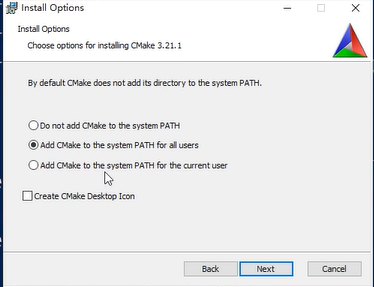 Install Options
Install Options
Choose options for installing CMake 3.21.1
By default CMake does not add its directory to the system PATH.
Do not add CMake to the system PATH
Add CMake to the system PATH for all users
Add CMake to the system PATH for the current user
Create CMake Desktop Icon
Back Next Cancel